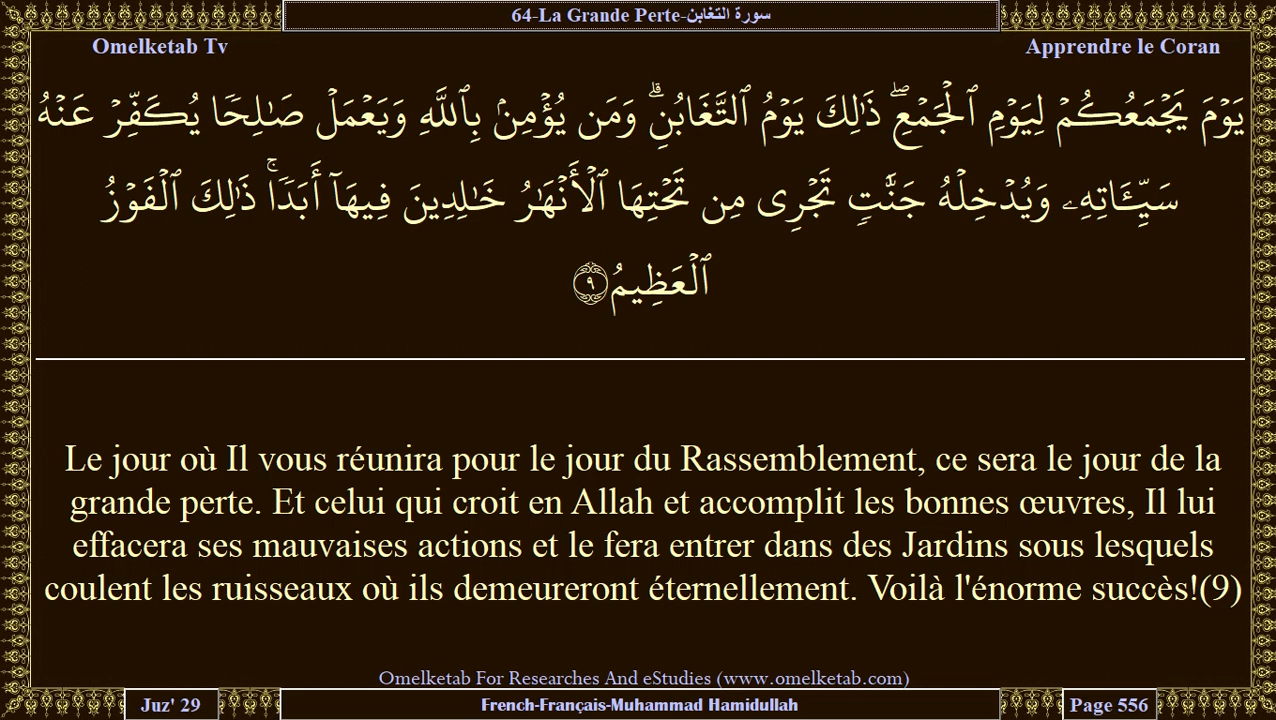 64-La Grande Perte-سورة التغابن
Omelketab Tv
Apprendre le Coran
يَوۡمَ يَجۡمَعُكُمۡ لِيَوۡمِ ٱلۡجَمۡعِۖ ذَٰلِكَ يَوۡمُ ٱلتَّغَابُنِۗ وَمَن يُؤۡمِنۢ بِٱللَّهِ وَيَعۡمَلۡ صَٰلِحٗا يُكَفِّرۡ عَنۡهُ
سَيِّـَٔاتِهِۦ وَيُدۡخِلۡهُ جَنَّٰتٖ تَجۡرِي مِن تَحۡتِهَا ٱلۡأَنۡهَٰرُ خَٰلِدِينَ فِيهَآ أَبَدٗاۚ ذَٰلِكَ ٱلۡفَوۡزُ
ٱلۡعَظِيمُ ٩
Le jour où Il vous réunira pour le jour du Rassemblement, ce sera le jour de la
grande perte. Et celui qui croit en Allah et accomplit les bonnes œuvres, Il lui
effacera ses mauvaises actions et le fera entrer dans des Jardins sous lesquels
coulent les ruisseaux où ils demeureront éternellement. Voilà l'énorme succès!(9)
Omelketab For Researches And eStudies (www.omelketab.com)
Juz' 29
French-Français-Muhammad Hamidullah
Page 556